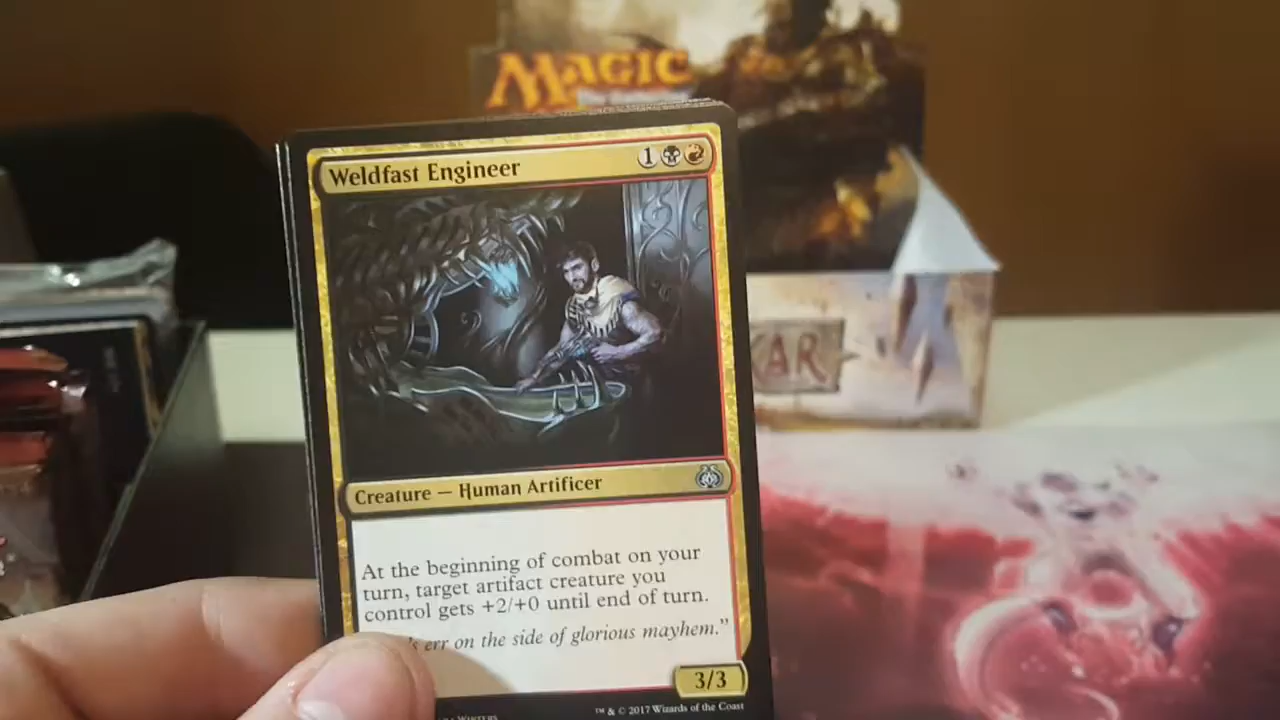 MAGIC
Weldfast Engineer 1
KAR
Creature — Human Artificer
At the beginning of combat on your
turn, target artifact creature you
control gets +2/+0 until end of turn.
err on the side of glorious mayhem."
3/3
™ & © 2017 Wizards of the Coast